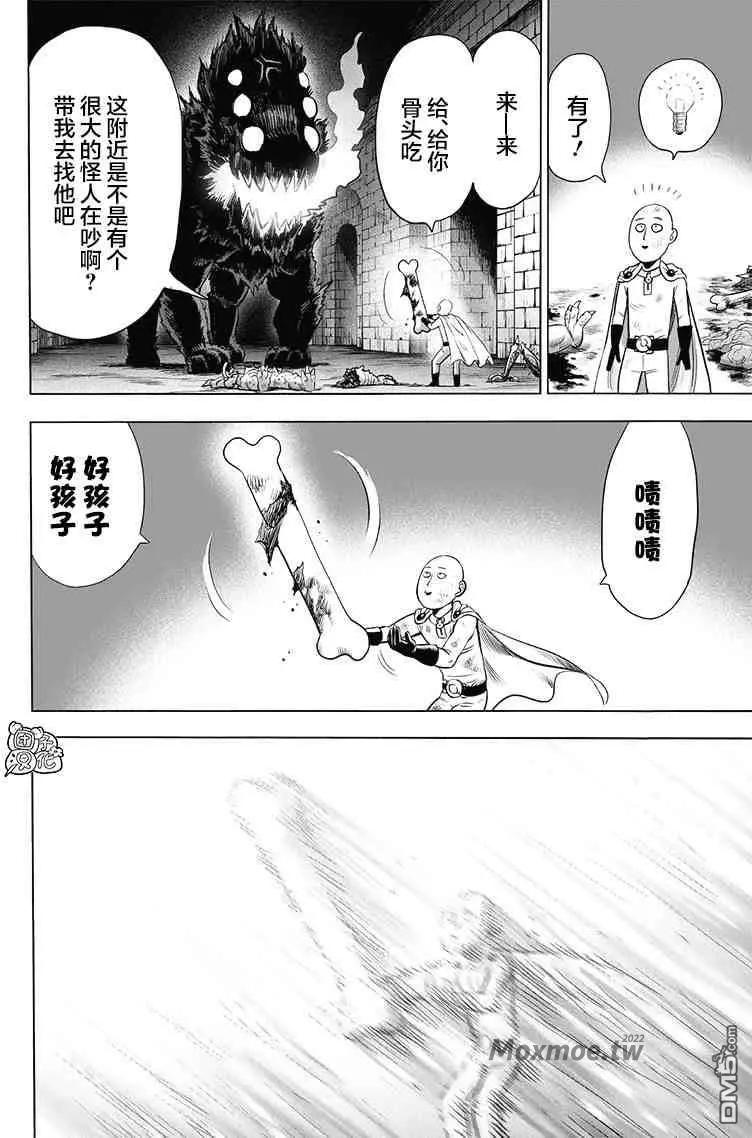 有了！
来—来
给、给你
骨头吃
这附近是不是有个
很大的怪人在吵啊？
带我去找他吧
啧啧啧
好孩子
好孩子
2022
Moxmoe.tw
DM5.com